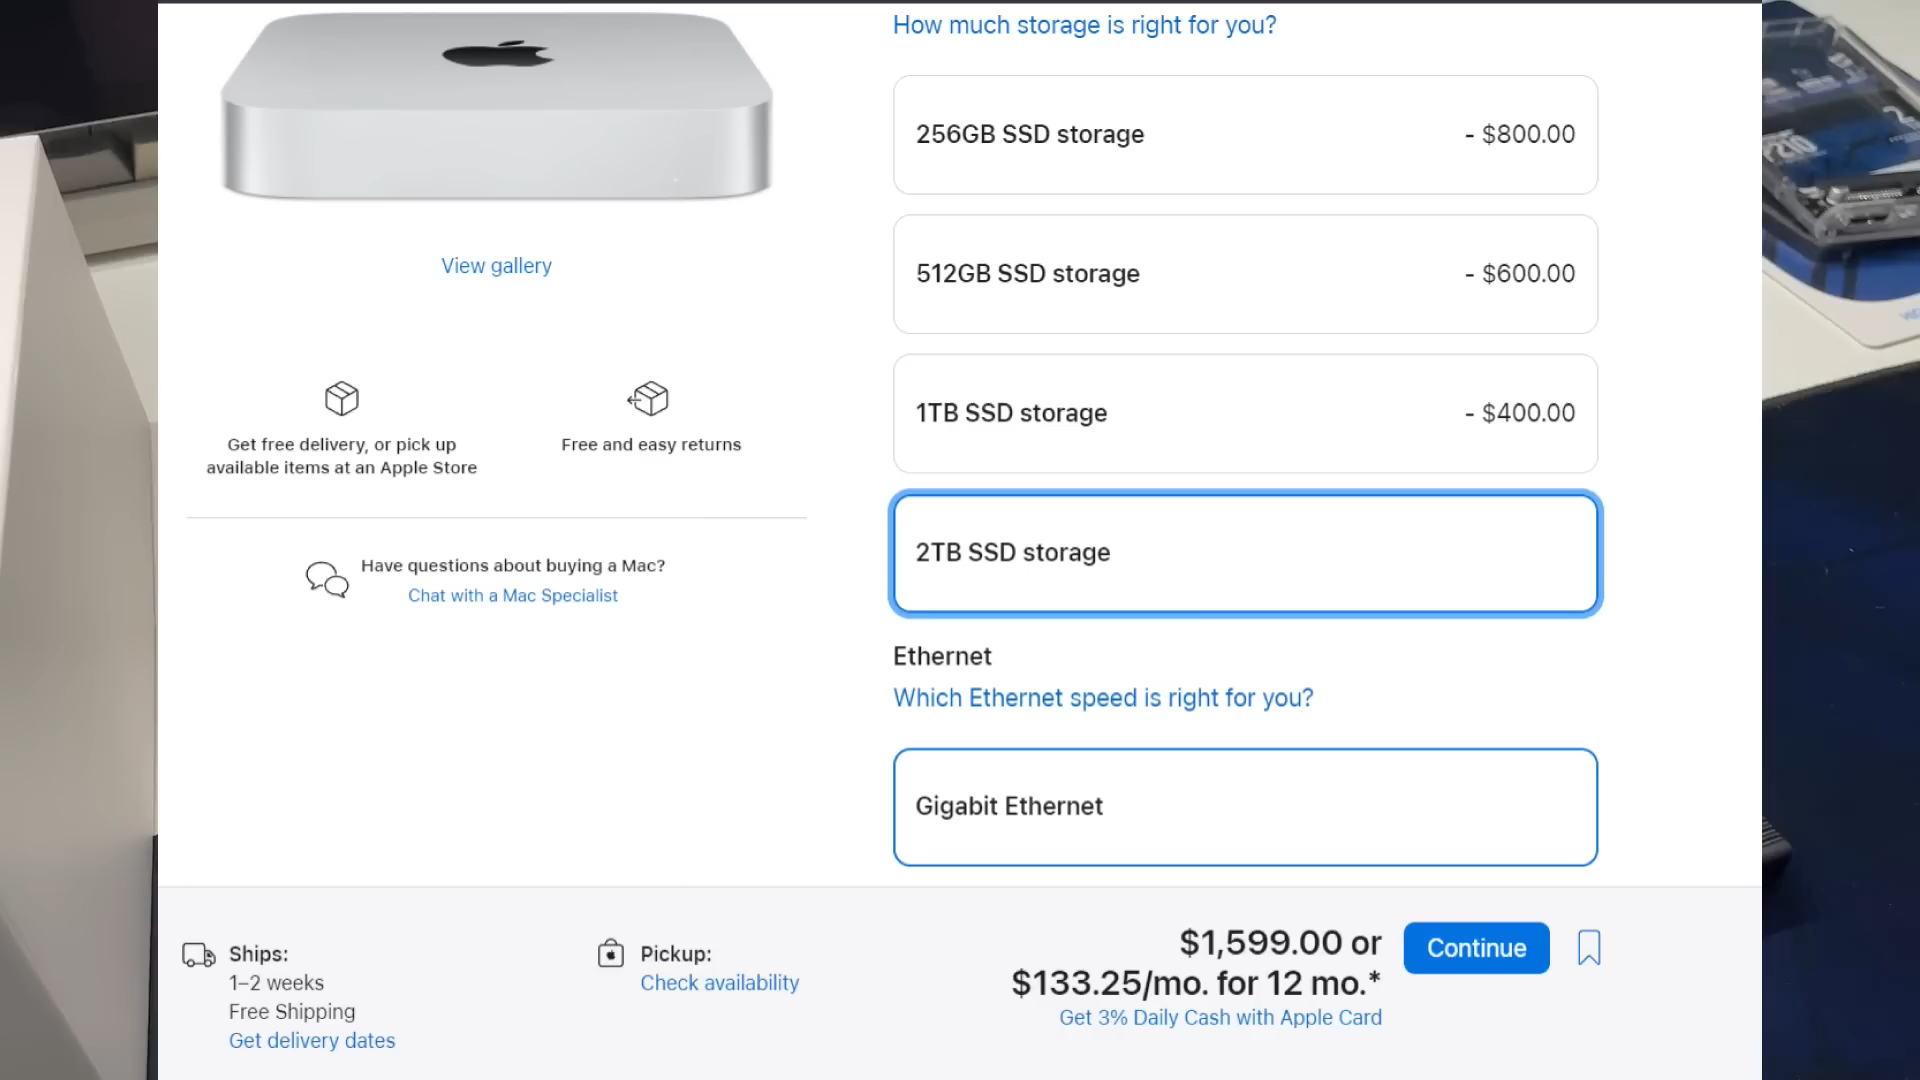 How much storage is right for you?
256GB SSD storage - $800.00
512GB SSD storage - $600.00
1TB SSD storage - $400.00
2TB SSD storage
Ethernet
Which Ethernet speed is right for you?
Gigabit Ethernet
View gallery
Get free delivery, or pick up
available items at an Apple Store
Free and easy returns
Have questions about buying a Mac?
Chat with a Mac Specialist
Ships:
1–2 weeks
Free Shipping
Get delivery dates
Pickup:
Check availability
$1,599.00 or
$133.25/mo. for 12 mo.*
Get 3% Daily Cash with Apple Card
Continue